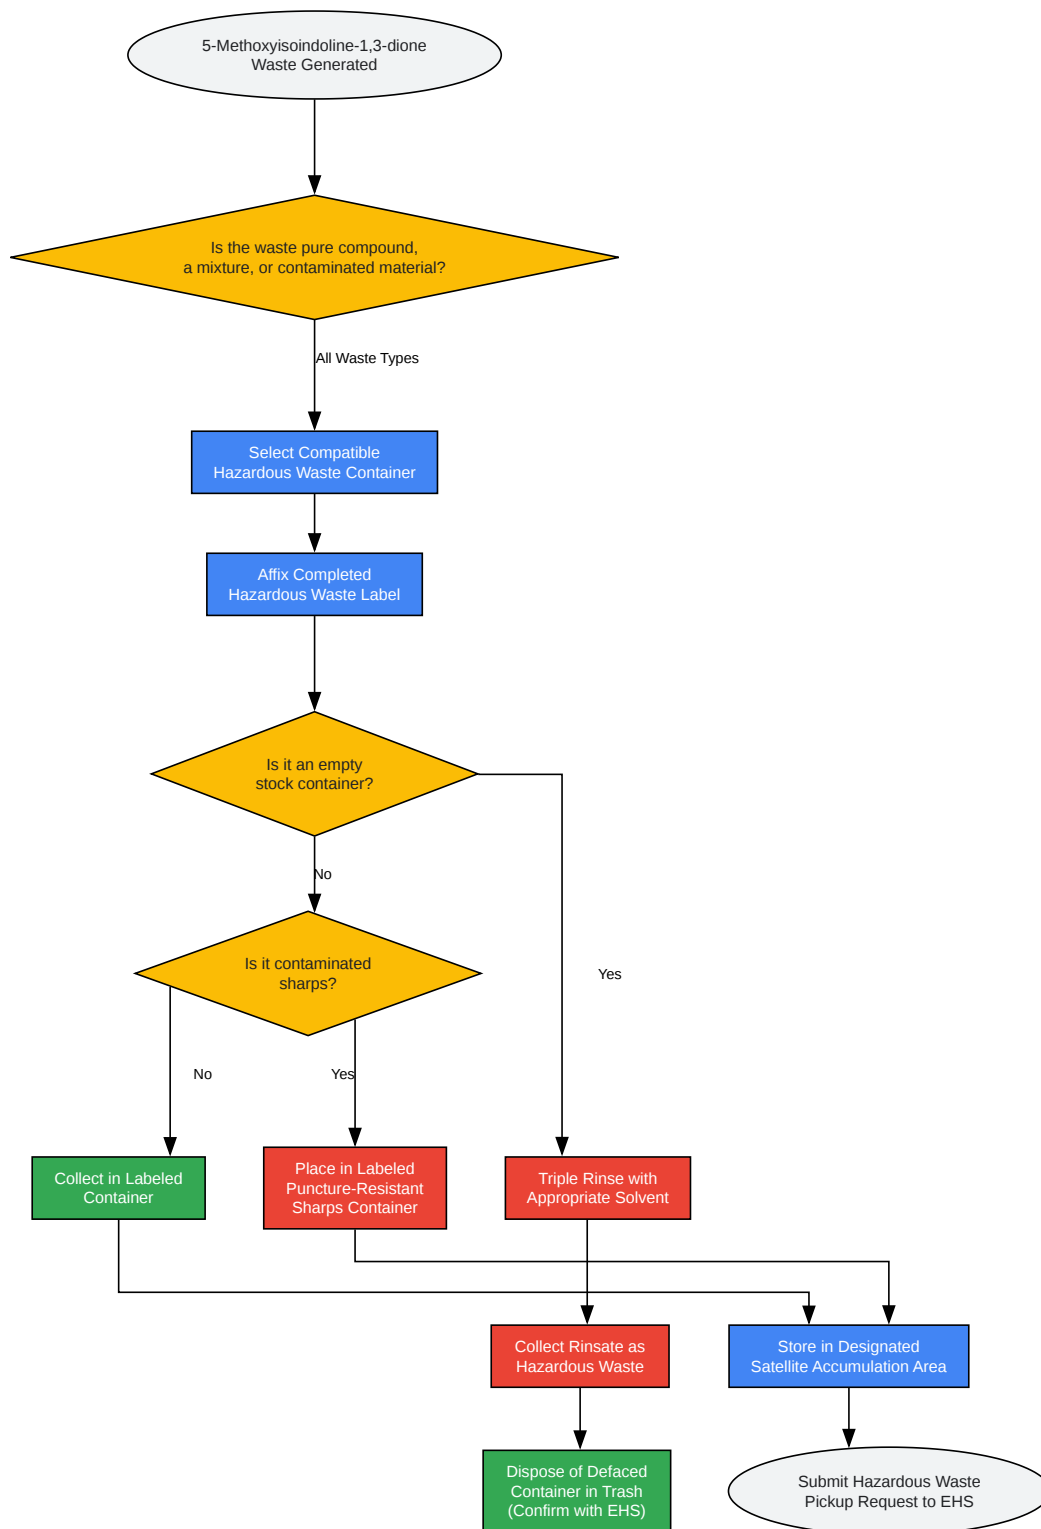 5-Methoxyisoindoline-1,3-dione
Waste Generated
Is the waste pure compound,
a mixture, or contaminated material?
All Waste Types
Select Compatible
Hazardous Waste Container
Affix Completed
Hazardous Waste Label
Is it an empty
stock container?
No
Is it contaminated
sharps?
Yes
No
Yes
Collect in Labeled
Container
Place in Labeled
Puncture-Resistant
Sharps Container
Triple Rinse with
Appropriate Solvent
Collect Rinsate as
Hazardous Waste
Store in Designated
Satellite Accumulation Area
Dispose of Defaced
Container in Trash
(Confirm with EHS)
Submit Hazardous Waste
Pickup Request to EHS